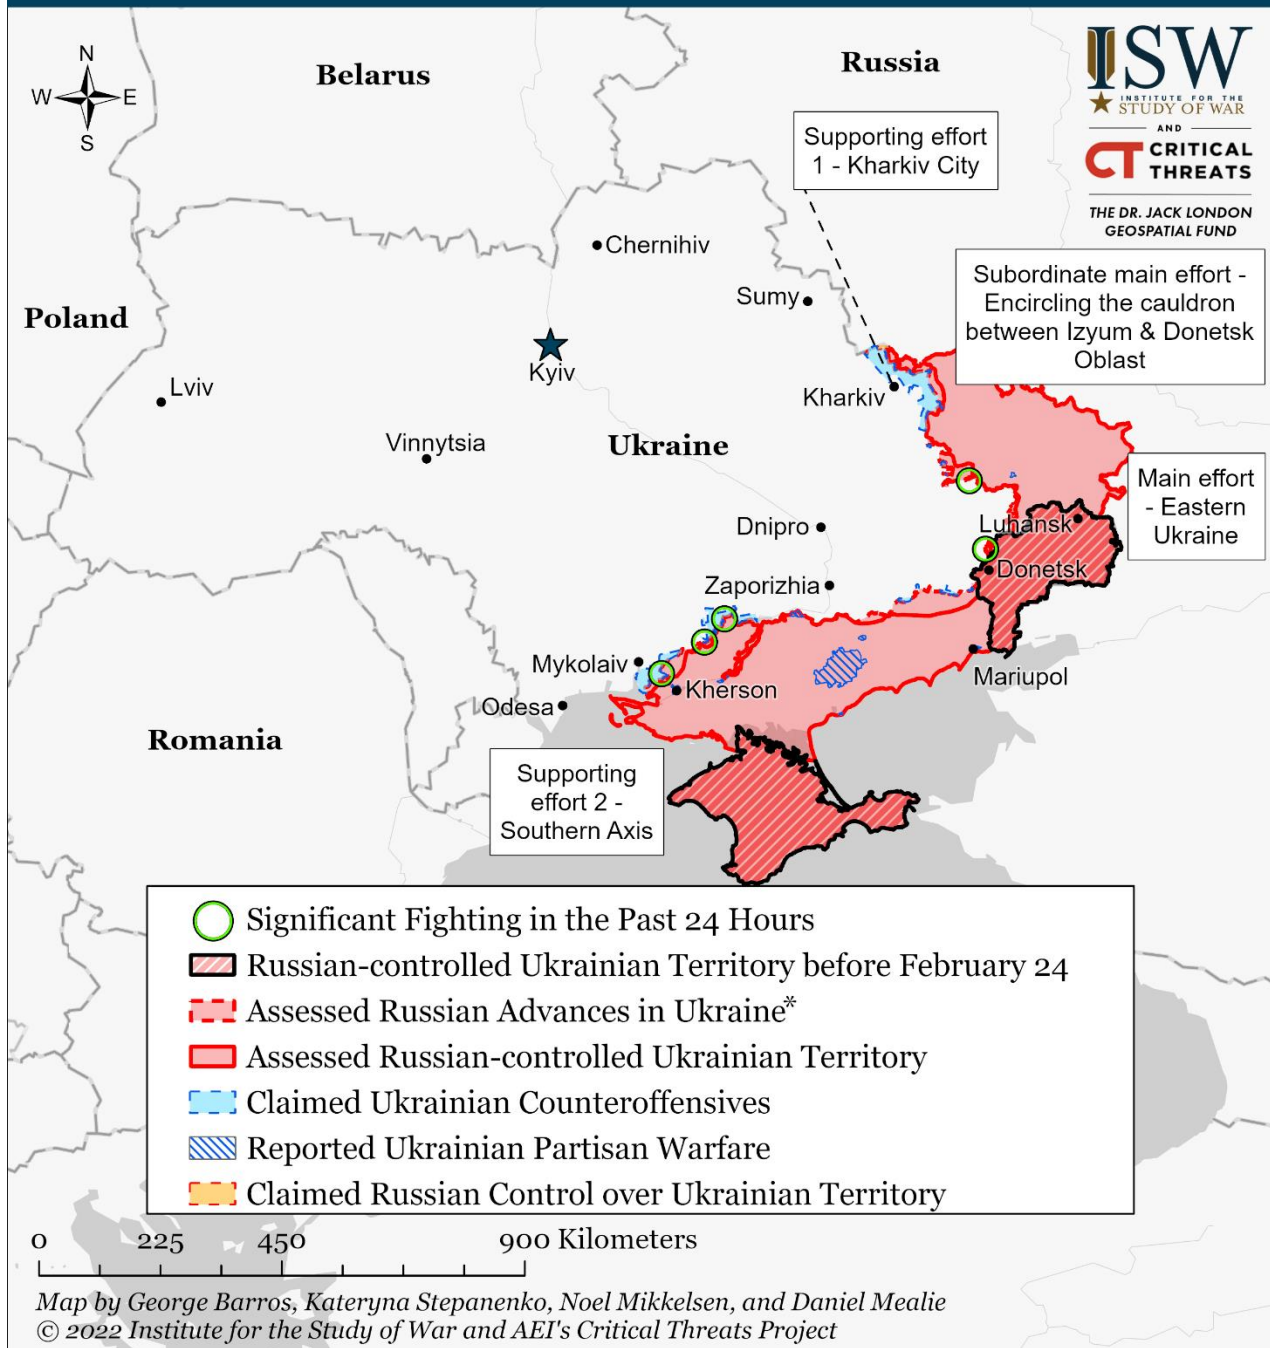 N
W E
S
Belarus
Russia
ISW
INSTITUTE FOR THE
STUDY OF WAR
AND
CT CRITICAL
THREATS
THE DR. JACK LONDON
GEOSPATIAL FUND
Supporting effort
1 - Kharkiv City
Chernihiv
Subordinate main effort -
Encircling the cauldron
between Izyum & Donetsk
Oblast
Sumy
Poland
Kyiv
Lviv
Kharkiv
Vinnytsia
Ukraine
Main effort
- Eastern
Ukraine
Dnipro
Luhansk
Donetsk
Zaporizhia
Mykolaiv
Mariupol
Kherson
Odesa
Romania
Supporting
effort 2 -
Southern Axis
Significant Fighting in the Past 24 Hours
Russian-controlled Ukrainian Territory before February 24
Assessed Russian Advances in Ukraine*
Assessed Russian-controlled Ukrainian Territory
Claimed Ukrainian Counteroffensives
Reported Ukrainian Partisan Warfare
Claimed Russian Control over Ukrainian Territory
0 225 450 900 Kilometers
Map by George Barros, Kateryna Stepanenko, Noel Mikkelsen, and Daniel Mealie
© 2022 Institute for the Study of War and AEI's Critical Threats Project